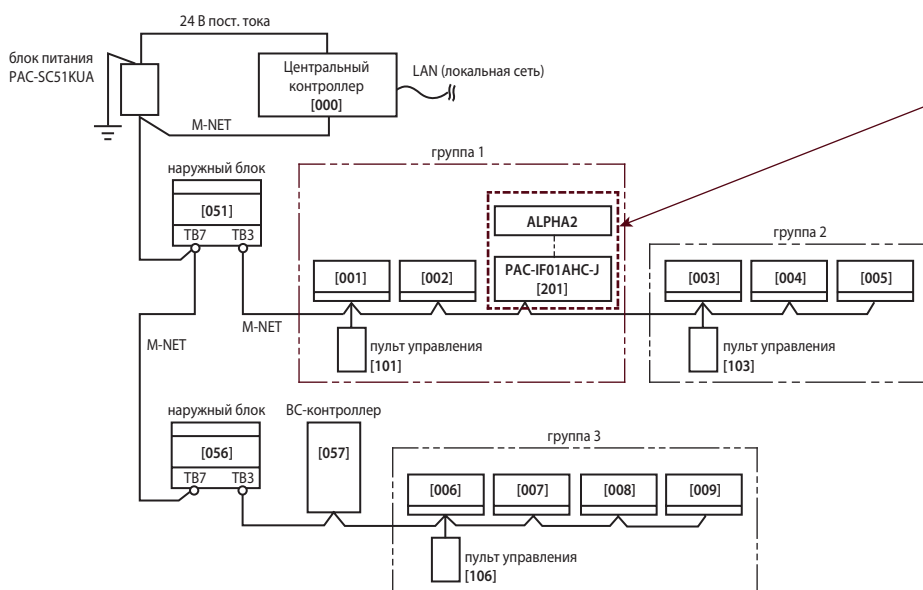 24 В пост. тока
блок питания
PAC-SC51KUA
Центральный
контроллер
[000]
LAN (локальная сеть)
M-NET
группа 1
наружный блок
[051]
TB7 TB3
ALPHA2
PAC-IF01AHC-J
[201]
[001] [002]
группа 2
[003] [004] [005]
M-NET
M-NET
пульт управления
[101]
пульт управления
[103]
наружный блок
[056]
TB7 TB3
BC-контроллер
[057]
группа 3
[006] [007] [008] [009]
пульт управления
[106]